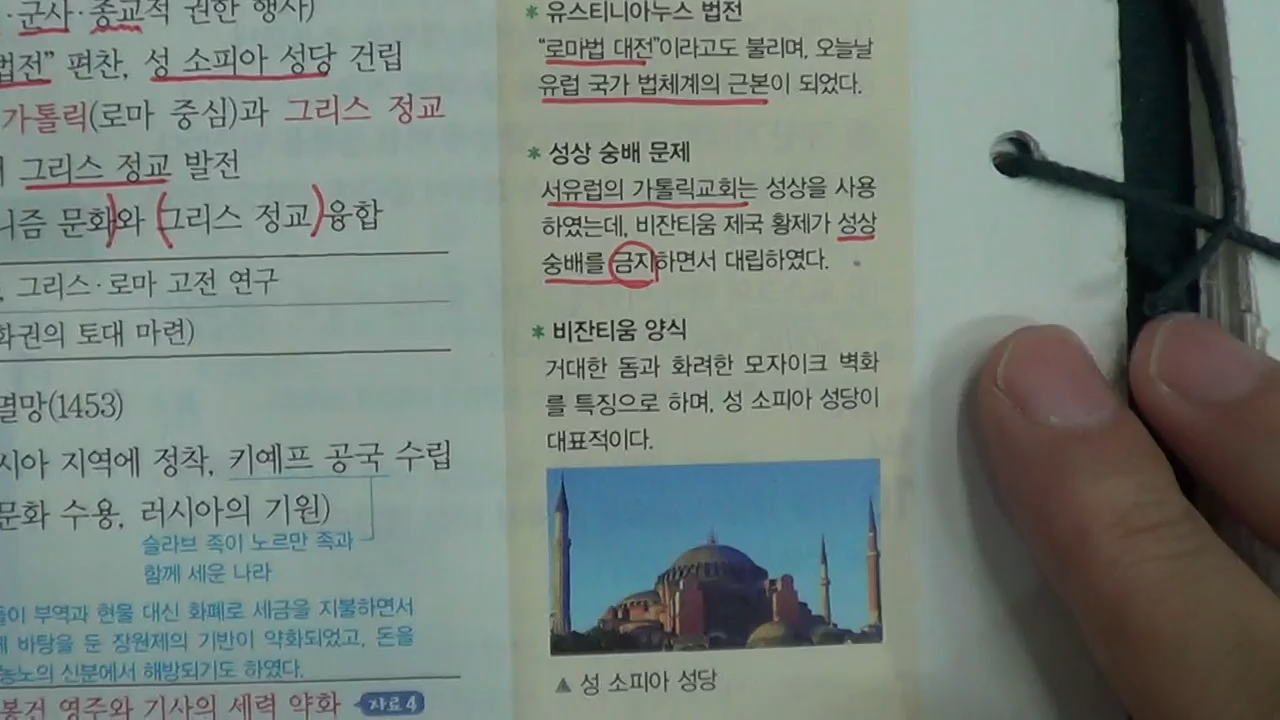 ·군사·종교적 권한 행사)
법전” 편찬, 성 소피아 성당 건립
가톨릭(로마 중심)과 그리스 정교
그리스 정교 발전
니즘 문화와 그리스 정교 융합
, 그리스·로마 고전 연구
화권의 토대 마련)
멸망(1453)
시아 지역에 정착, 키예프 공국 수립
문화 수용, 러시아의 기원)
슬라브 족이 노르만 족과
함께 세운 나라
들이 부역과 현물 대신 화폐로 세금을 지불하면서
바탕을 둔 장원제의 기반이 약화되었고, 돈을
농노의 신분에서 해방되기도 하였다.
봉건 영주와 기사의 세력 약화 자료4
* 유스티니아누스 법전
“로마법 대전”이라고도 불리며, 오늘날
유럽 국가 법체계의 근본이 되었다.
* 성상 숭배 문제
서유럽의 가톨릭교회는 성상을 사용
하였는데, 비잔티움 제국 황제가 성상
숭배를 금지하면서 대립하였다.
* 비잔티움 양식
거대한 돔과 화려한 모자이크 벽화
를 특징으로 하며, 성 소피아 성당이
대표적이다.
▲ 성 소피아 성당